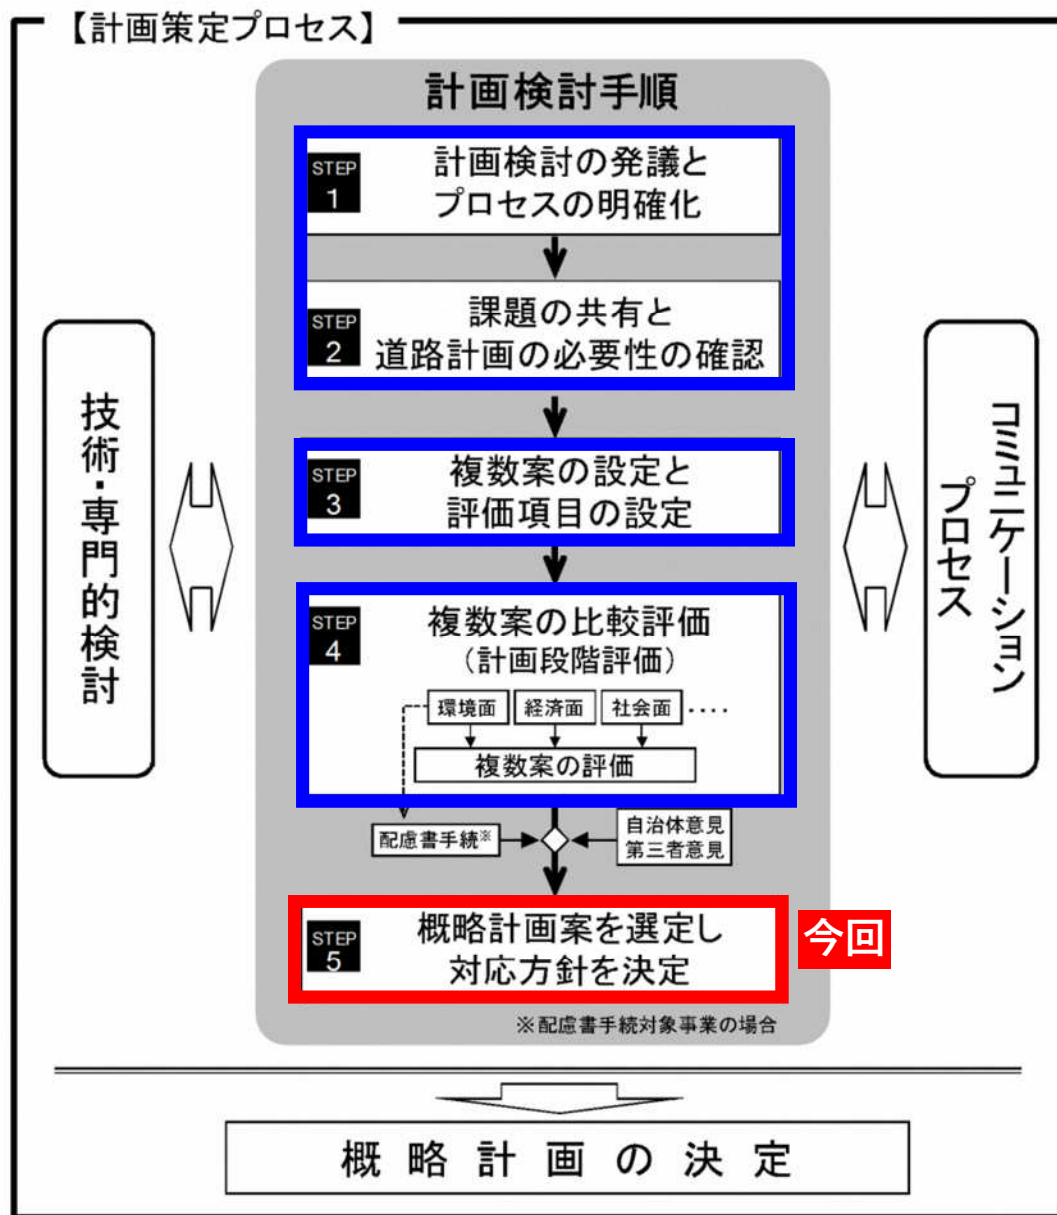 【計画策定プロセス】
計画検討手順
STEP
1
計画検討の発議と
プロセスの明確化
STEP
2
課題の共有と
道路計画の必要性の確認
技術・専門的検討
コミュニケーション
プロセス
STEP
3
複数案の設定と
評価項目の設定
STEP
4
複数案の比較評価
(計画段階評価)
環境面 経済面 社会面 ‥‥
複数案の評価
配慮書手続※
自治体意見
第三者意見
STEP
5
概略計画案を選定し
対応方針を決定
今回
※配慮書手続対象事業の場合
概略計画の決定